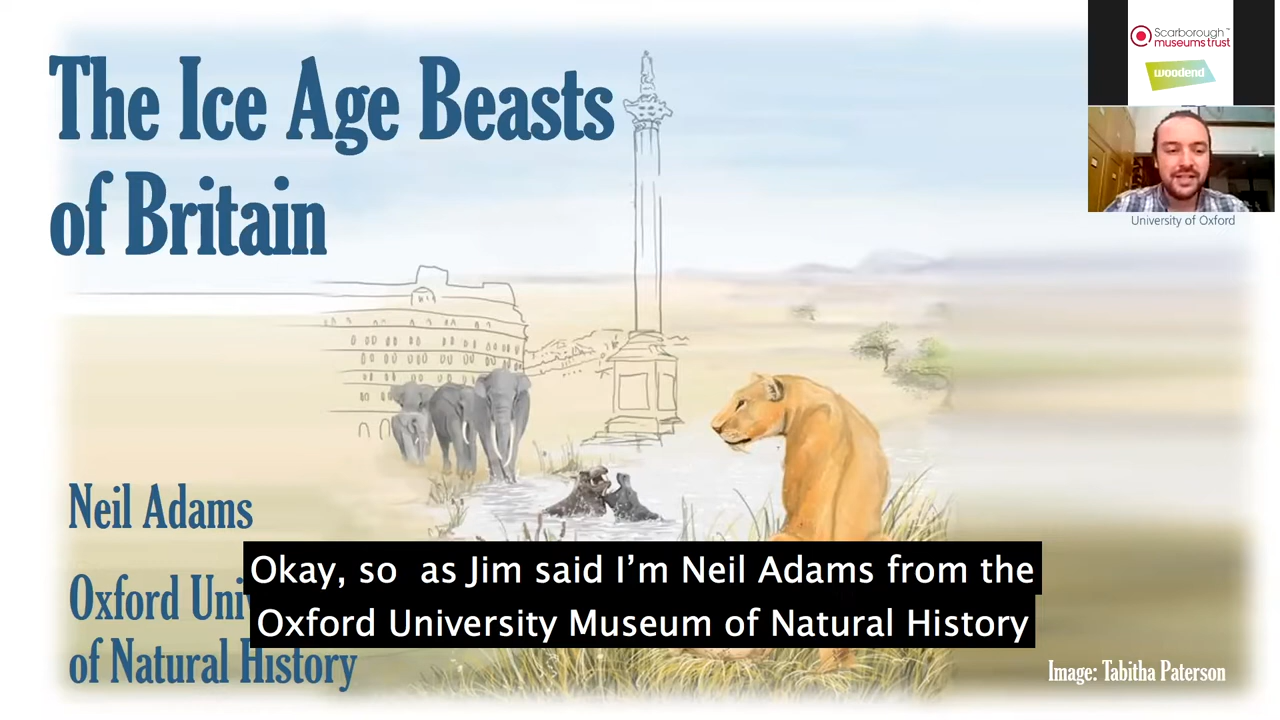 The Ice Age Beasts
of Britain
Scarborough™
museums trust
woodend
University of Oxford
Neil Adams
Oxford Uni
of Natural History
Okay, so  as Jim said I’m Neil Adams from the
Oxford University Museum of Natural History
Image: Tabitha Paterson